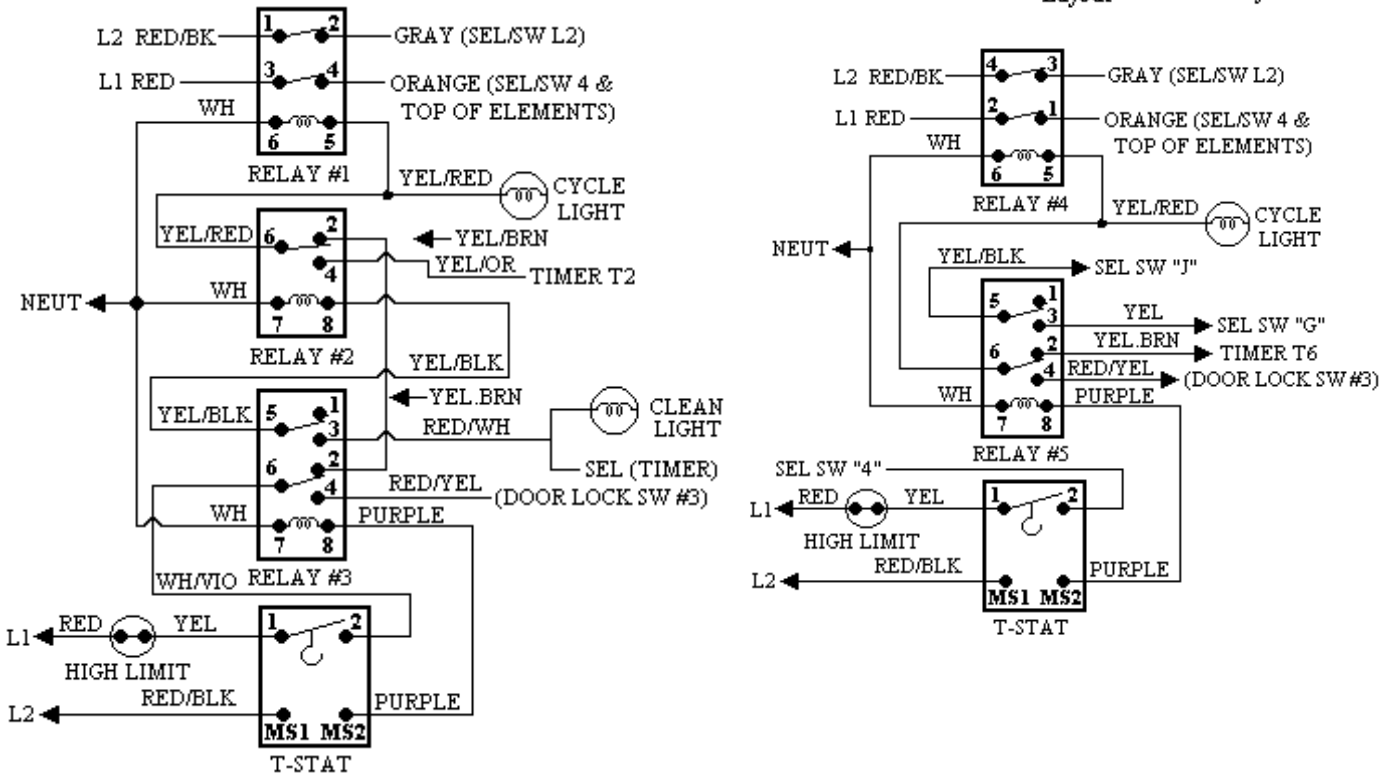 L2 RED/BK
1 2
GRAY (SEL/SW L2)
L1 RED
3 4
ORANGE (SEL/SW 4 &
TOP OF ELEMENTS)
WH
6 5
RELAY #1
YEL/RED
CYCLE
LIGHT
YEL/RED
6 2
YEL/BRN
4
YEL/OR
TIMER T2
NEUT
WH
7 8
RELAY #2
YEL/BLK
YEL/BLK
5 1
3
YEL.BRN
RED/WH
CLEAN
LIGHT
6 2
4
SEL (TIMER)
RED/YEL
(DOOR LOCK SW #3)
WH
7 8
PURPLE
WH/VIO
RELAY #3
L1
RED
YEL
1 2
HIGH LIMIT
L2
RED/BLK
PURPLE
MS1 MS2
T-STAT
L2 RED/BK
4 3
GRAY (SEL/SW L2)
L1 RED
2 1
ORANGE (SEL/SW 4 &
TOP OF ELEMENTS)
WH
6 5
RELAY #4
YEL/RED
CYCLE
LIGHT
NEUT
YEL/BLK
SEL SW "J"
5 1
3
YEL
SEL SW "G"
6 2
4
YEL.BRN
TIMER T6
RED/YEL
(DOOR LOCK SW #3)
WH
7 8
PURPLE
RELAY #5
SEL SW "4"
L1
RED
YEL
1 2
HIGH LIMIT
L2
RED/BLK
PURPLE
MS1 MS2
T-STAT